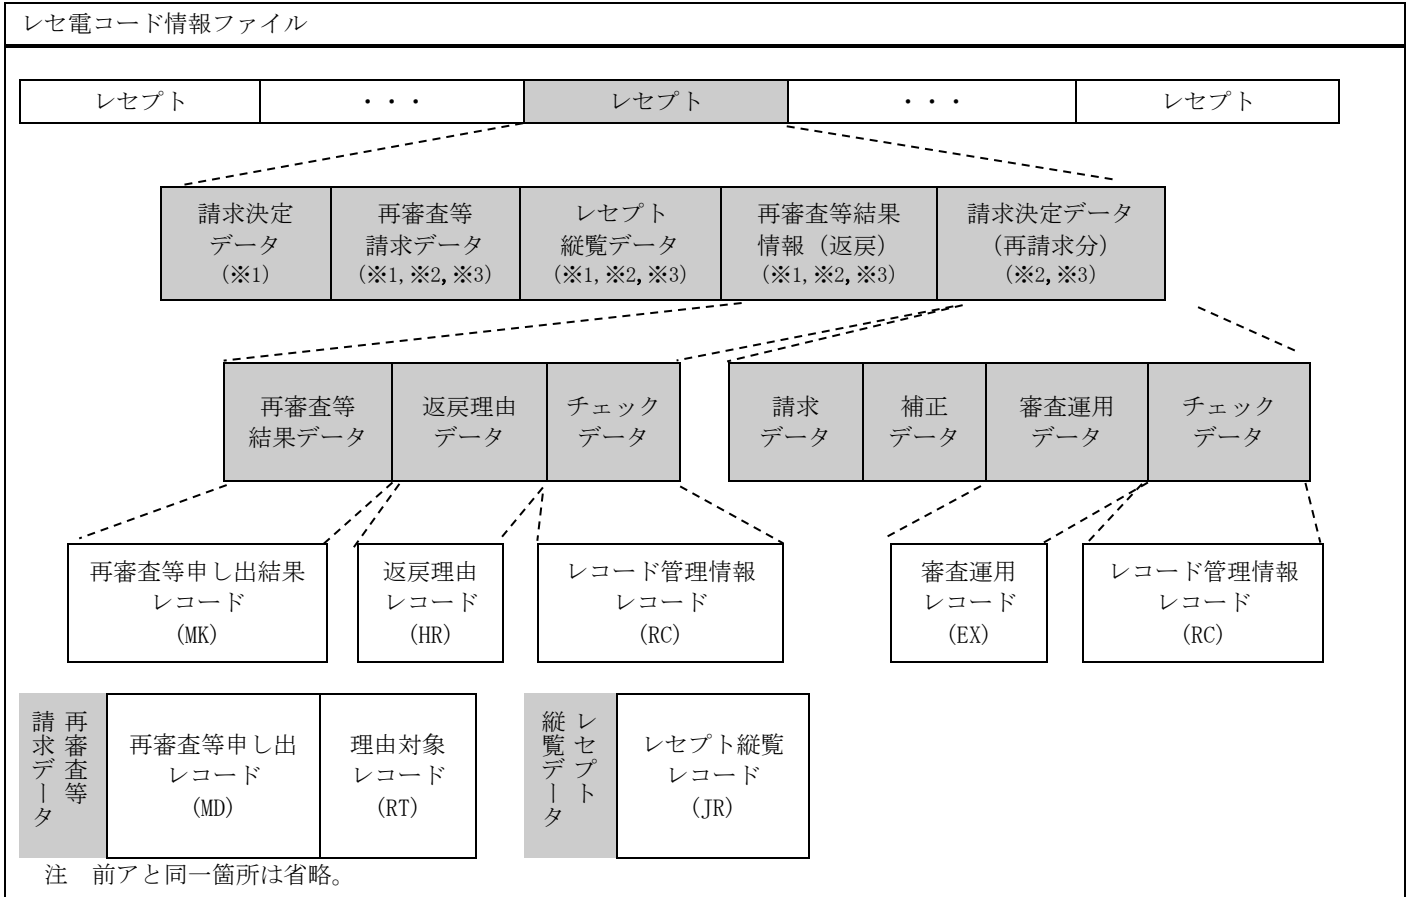 レセ電コード情報ファイル
レセプト
・・・
レセプト
・・・
レセプト
請求決定
データ
(※1)
再審査等
請求データ
(※1,※2,※3)
レセプト
縦覧データ
(※1,※2,※3)
再審査等結果
情報（返戻）
(※1,※2,※3)
請求決定データ
(再請求分)
(※2,※3)
再審査等
結果データ
返戻理由
データ
チェック
データ
請求
データ
補正
データ
審査運用
データ
チェック
データ
再審査等申し出結果
レコード
(MK)
返戻理由
レコード
(HR)
レコード管理情報
レコード
(RC)
審査運用
レコード
(EX)
レコード管理情報
レコード
(RC)
再審査等
請求データ
再審査等申し出
レコード
(MD)
理由対象
レコード
(RT)
レセプト
縦覧データ
レセプト縦覧
レコード
(JR)
注　前アと同一箇所は省略。